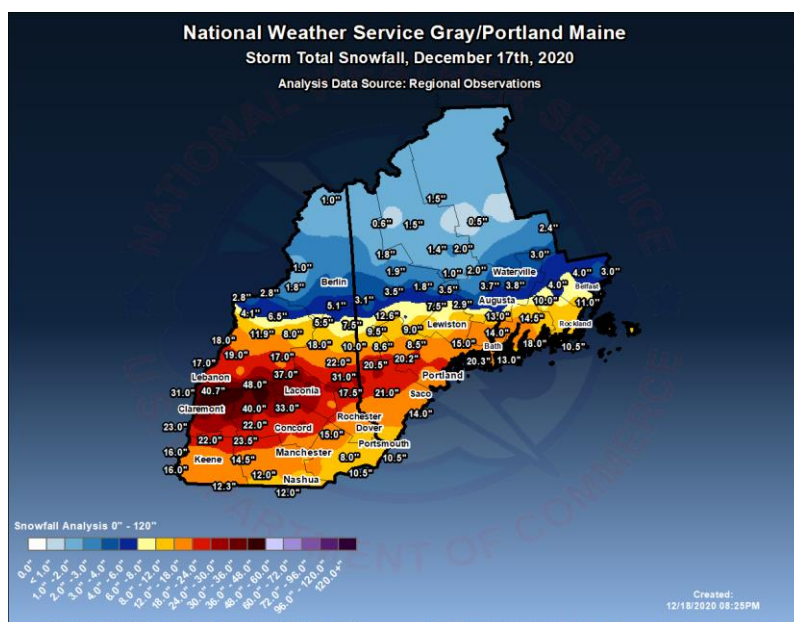 National Weather Service Gray/Portland Maine
Storm Total Snowfall, December 17th, 2020
Analysis Data Source: Regional Observations
1.0" 1.5"
0.6" 1.5" 0.5"
2.4"
1.8" 1.4" 2.0" 3.0"
1.0" 1.9" 1.0" 2.0" Waterville 4.0" 3.0"
Berlin
2.8" 2.8" 1.8" 3.5" 1.8" 3.5" 3.7" 3.8" 4.0" Belfast
5.1" 3.1" 7.5" 2.9" Augusta 10.0" 11.0"
4.1" 6.5" 5.5" 7.5" 12.6" 13.0" 14.5"
Lewiston Rockland
11.9" 8.0" 9.5" 9.0" 14.0"
18.0" 18.0" 10.0" 8.6" 8.5" 15.0" Bath 18.0" 10.5"
17.0" 19.0" 17.0" 22.0" 20.5" 20.2" 20.3" 13.0"
Lebanon 37.0" 31.0" Portland
31.0" 40.7" 48.0" Laconia 17.5" 21.0" Saco
Claremont 40.0" 33.0" 14.0"
Rochester
23.0" 22.0" Concord Dover
22.0" 23.5" 15.0" Portsmouth
16.0" Keene 14.5" Manchester 8.0" 10.5"
16.0" 12.0" Nashua 10.5"
12.3" 12.0"
Snowfall Analysis 0" - 120"
0.0"
< 1.0"
1.0" -2.0"
2.0" -3.0"
3.0" -4.0"
4.0" -6.0"
6.0" -8.0"
8.0" -12.0"
12.0" -18.0"
18.0" -24.0"
24.0" -30.0"
30.0" -36.0"
36.0" -48.0"
48.0" -60.0"
60.0" -72.0"
72.0" -96.0"
96.0" -120.0"
120.0+"
Created:
12/18/2020 08:25PM